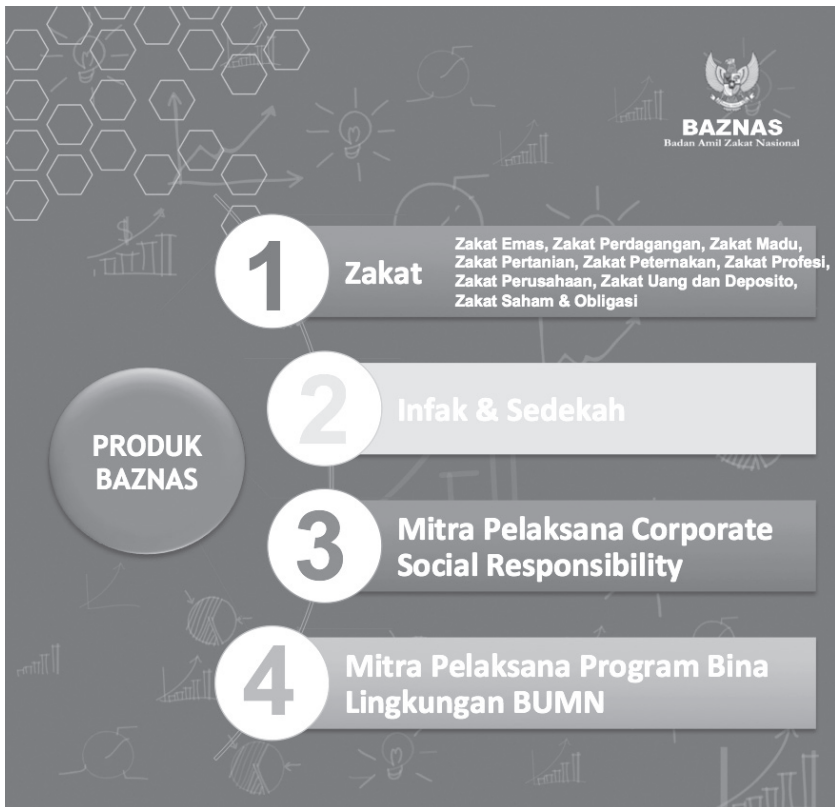 BAZNAS
Badan Amil Zakat Nasional
1
Zakat
Zakat Emas, Zakat Perdagangan, Zakat Madu,
Zakat Pertanian, Zakat Peternakan, Zakat Profesi,
Zakat Perusahaan, Zakat Uang dan Deposito,
Zakat Saham & Obligasi
PRODUK
BAZNAS
2
Infak & Sedekah
3
Mitra Pelaksana Corporate
Social Responsibility
4
Mitra Pelaksana Program Bina
Lingkungan BUMN